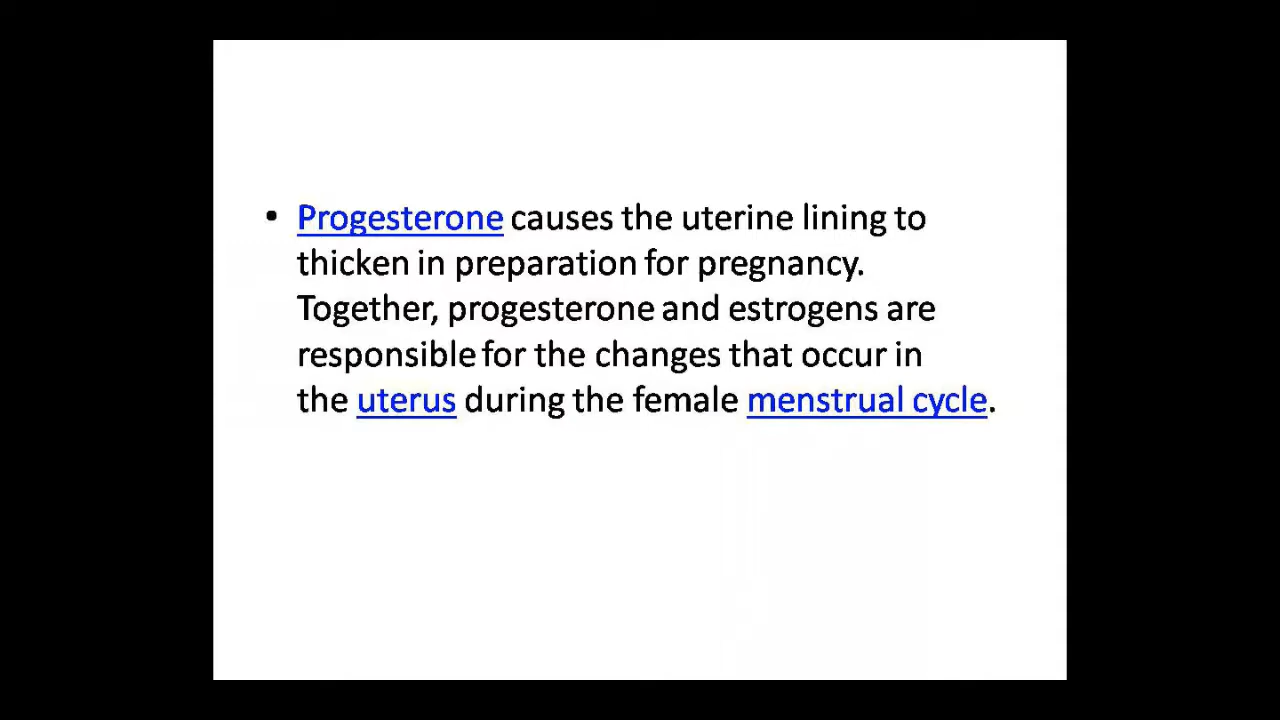 • Progesterone causes the uterine lining to
thicken in preparation for pregnancy.
Together, progesterone and estrogens are
responsible for the changes that occur in
the uterus during the female menstrual cycle.